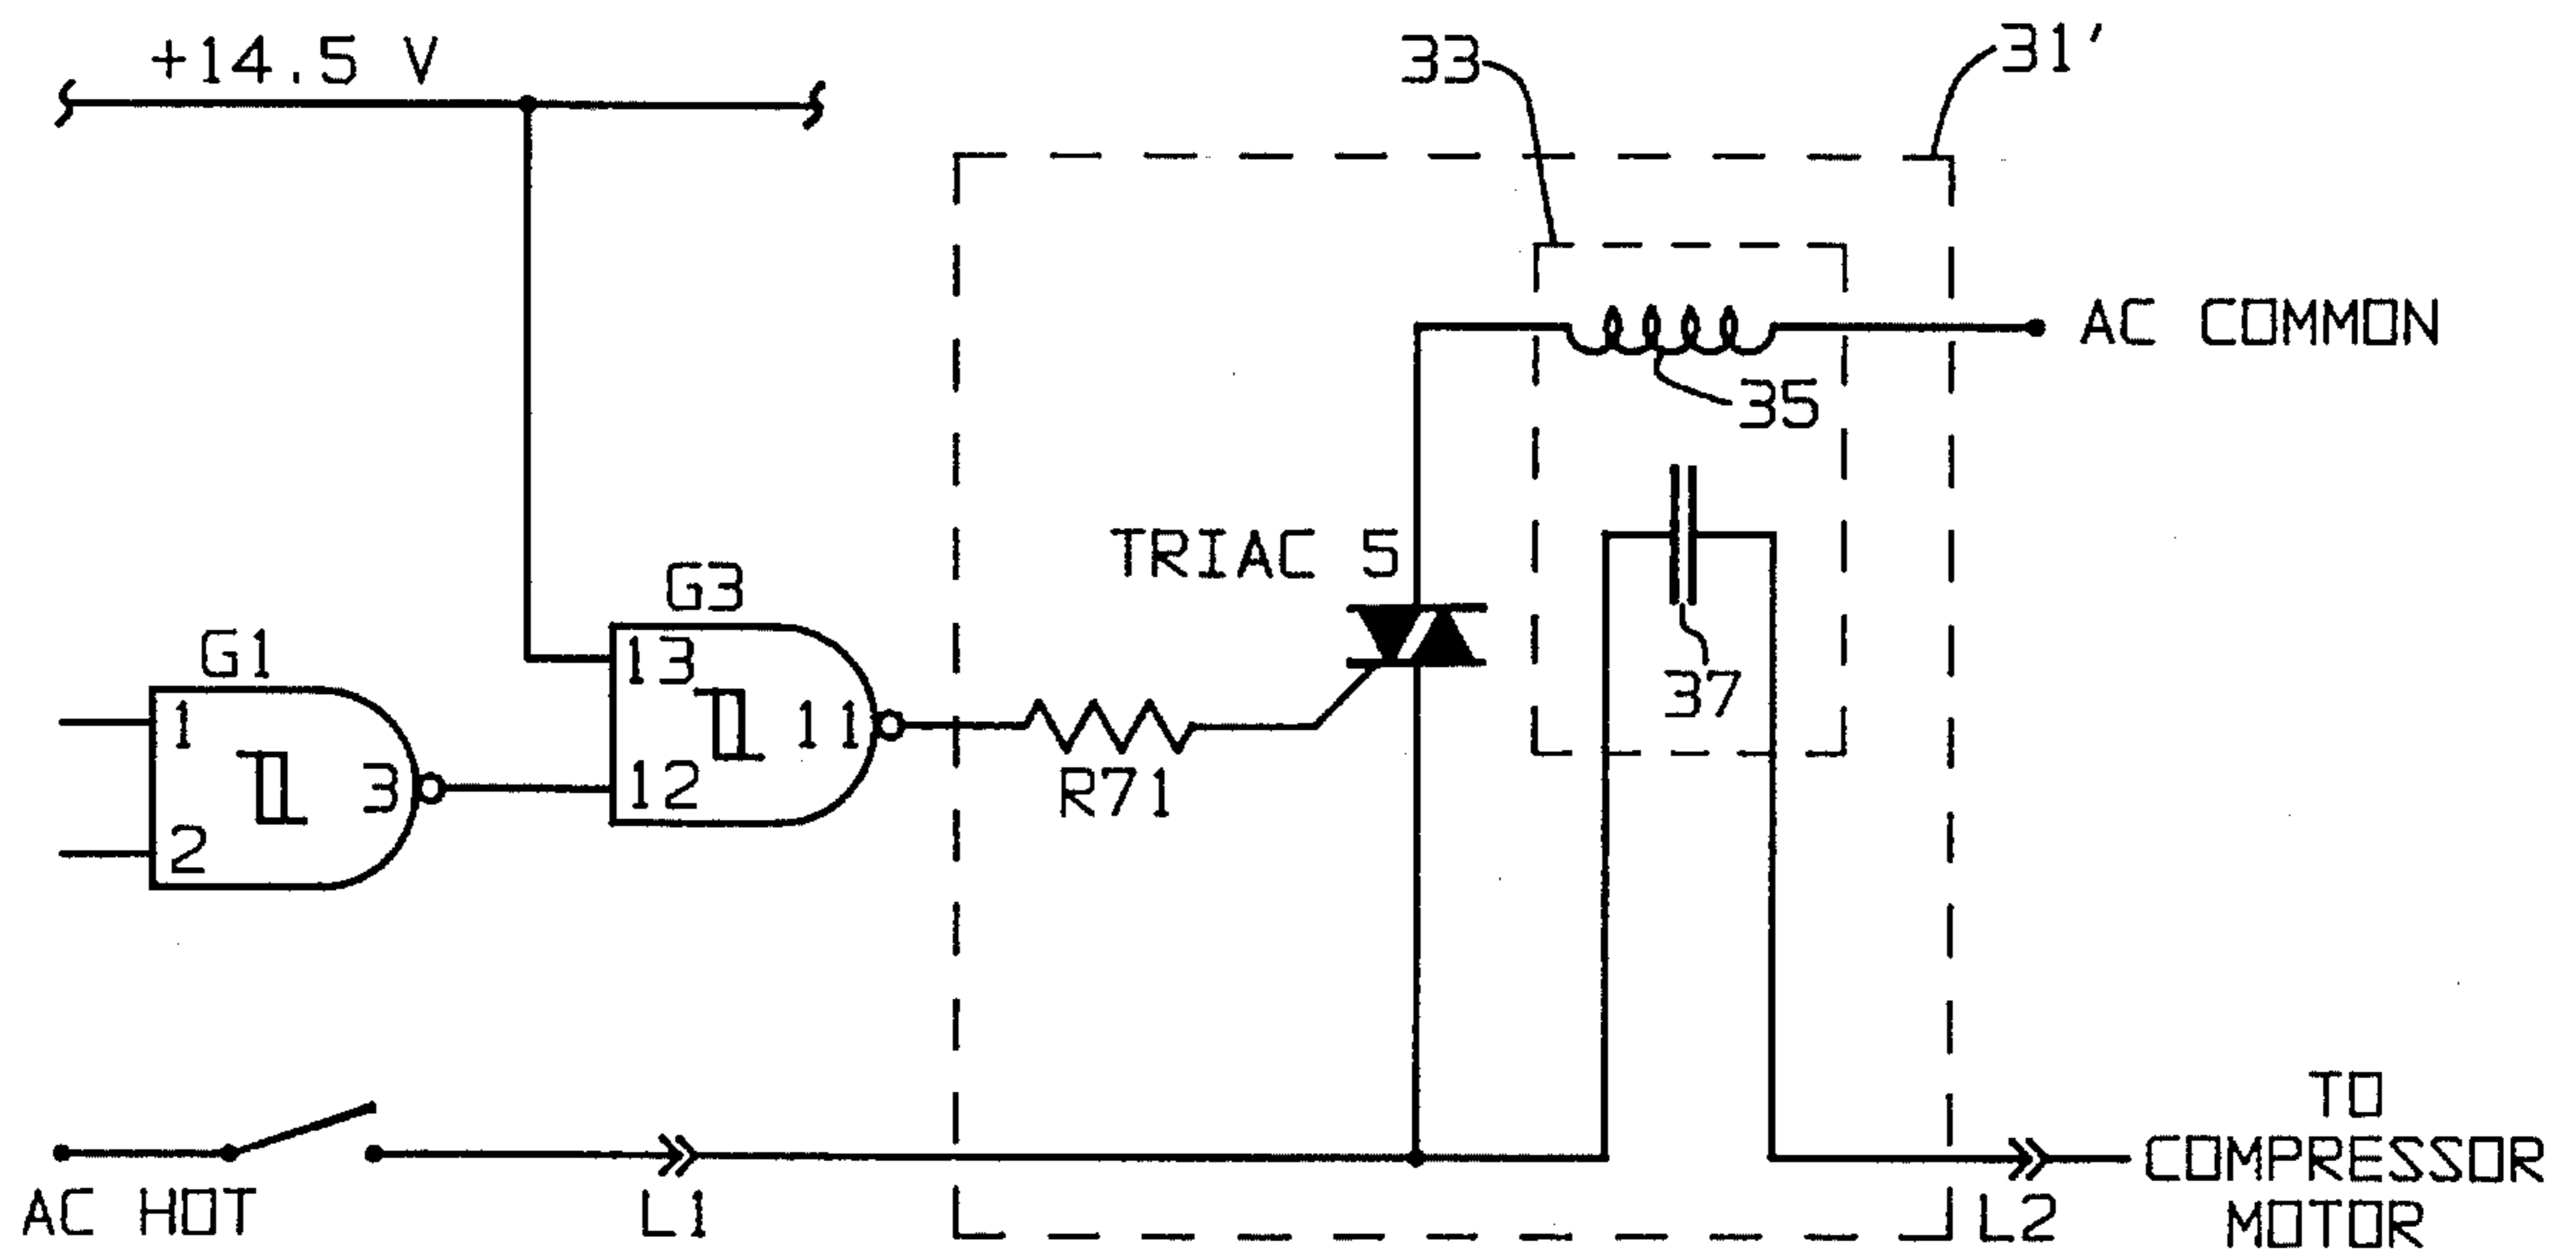 +14.5 V
33
31'
AC COMMON
35
TRIAC 5
G3
13
12
11
G1
1
2
3
37
R71
AC HOT
L1
L2
TO
COMPRESSOR
MOTOR